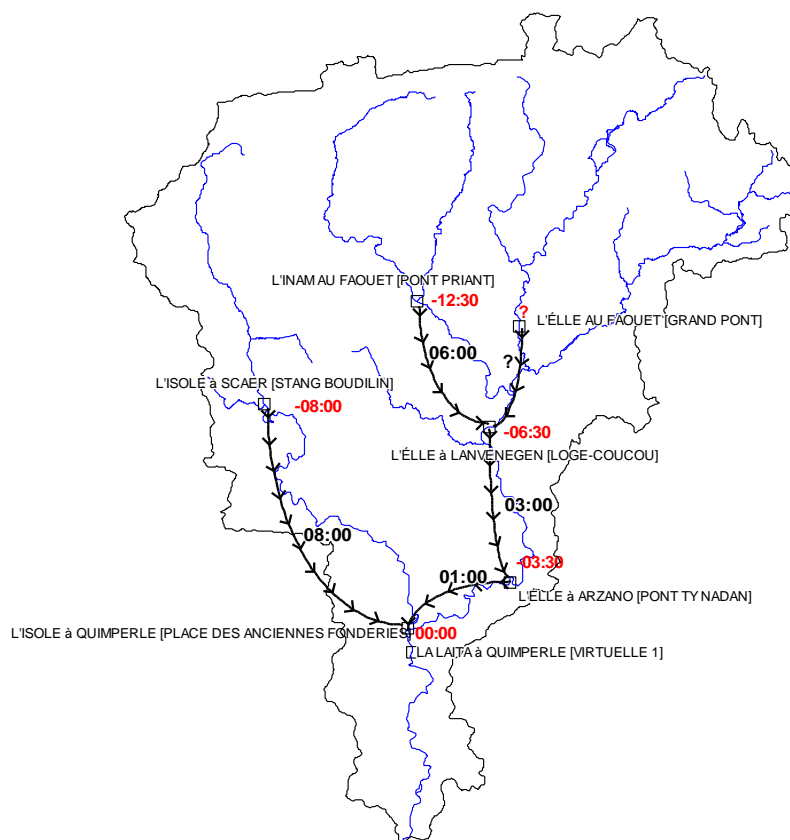 L'INAM AU FAOUET [PONT PRIANT]
-12:30
?
L'ÉLLE AU FAOUET [GRAND PONT]
06:00
?
L'ISOLE à SCAER [STANG BOUDILIN]
-08:00
-06:30
L'ÉLLE à LANVENEGEN [LOGE-COUCOU]
03:00
08:00
-03:30
01:00
L'ÉLLE à ARZANO [PONT TY NADAN]
L'ISOLE à QUIMPERLE [PLACE DES ANCIENNES FONDERIES]
00:00
LA LAITA à QUIMPERLE [VIRTUELLE 1]